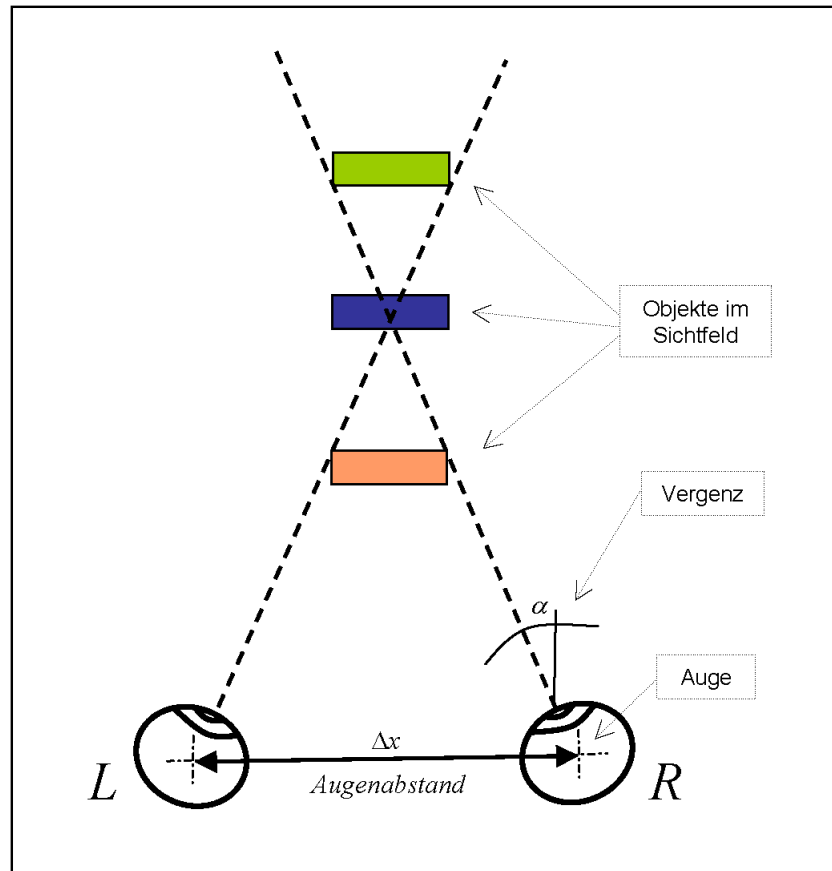 Objekte im
Sichtfeld
Vergenz
α
Auge
Δx
Augenabstand
L
R